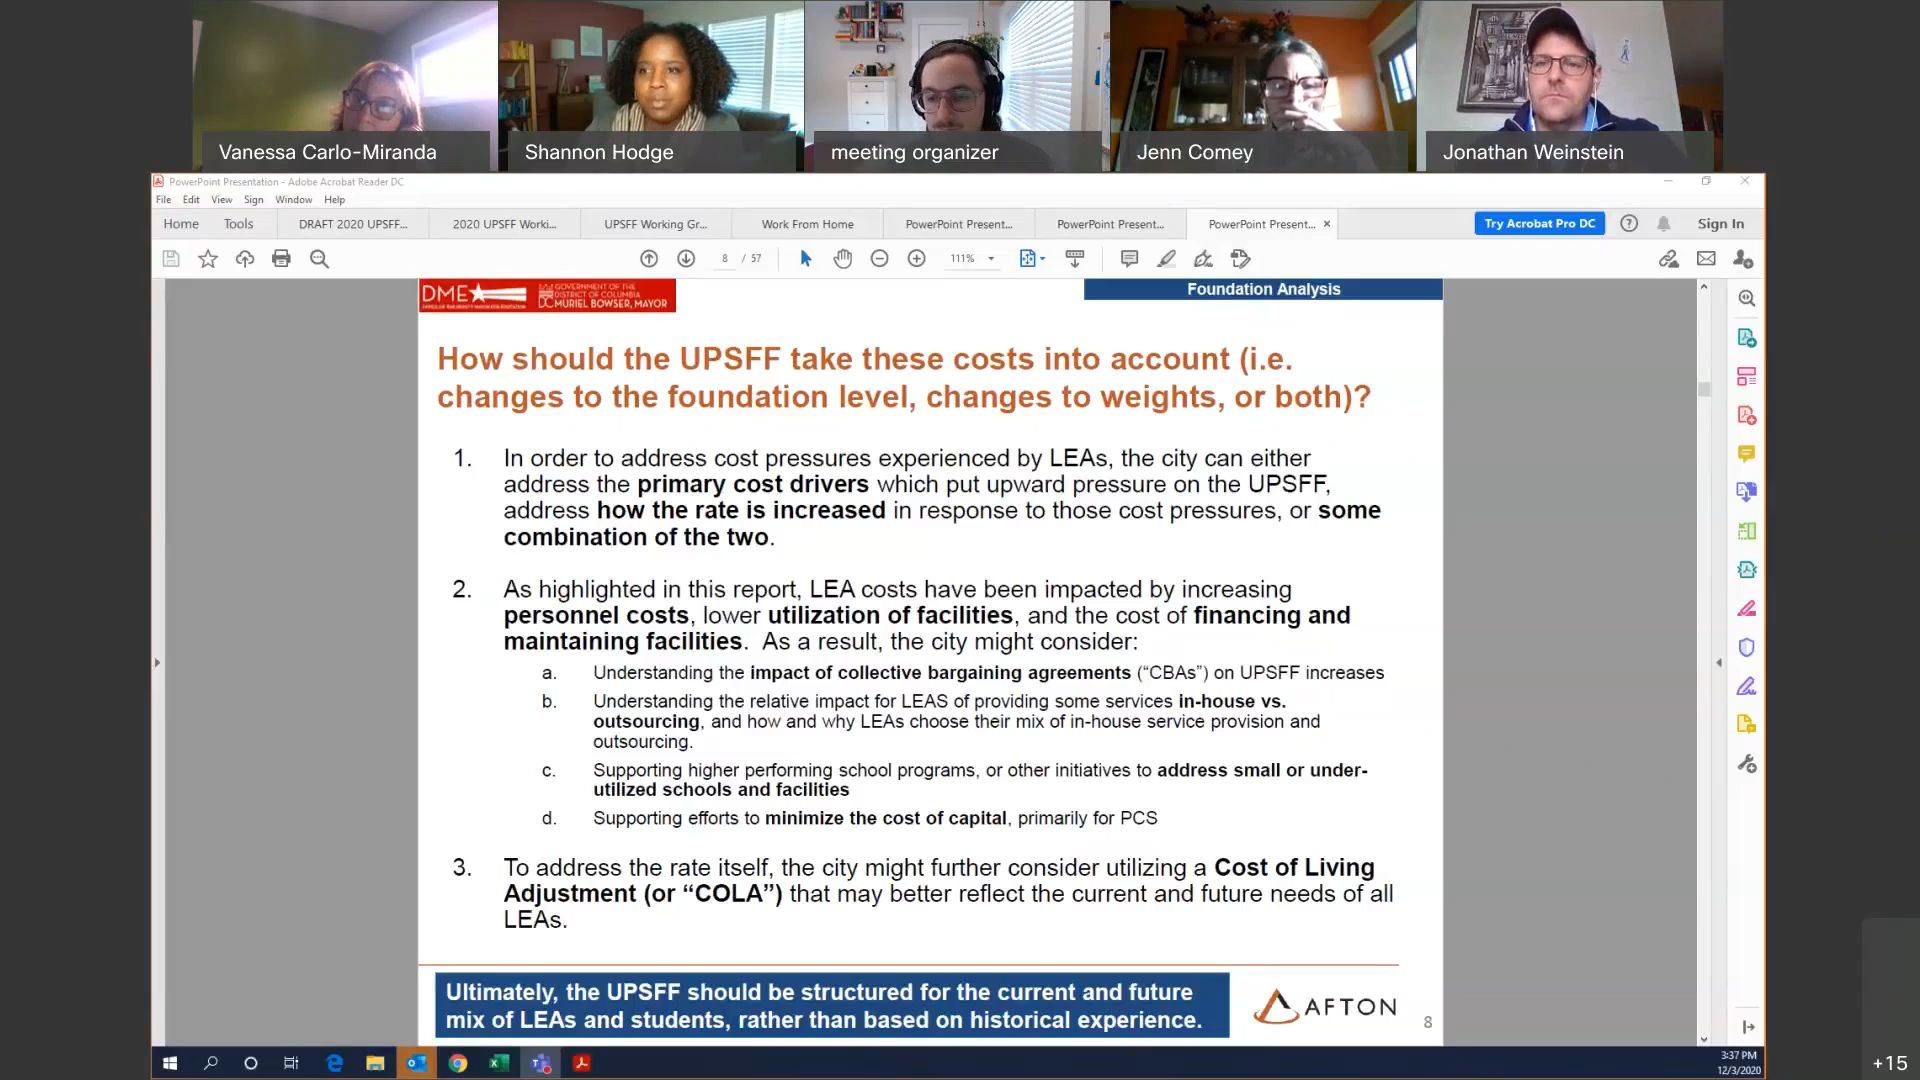 Vanessa Carlo-Miranda
Shannon Hodge
meeting organizer
Jenn Comey
Jonathan Weinstein
PowerPoint Presentation - Adobe Acrobat Reader DC
File Edit View Sign Window Help
Home Tools DRAFT 2020 UPSFF... 2020 UPSFF Worki... UPSFF Working Gr... Work From Home PowerPoint Present... PowerPoint Present... PowerPoint Present... × Try Acrobat Pro DC Sign In
8 / 57 111%
DME
GOVERNMENT OF THE
DISTRICT OF COLUMBIA
DC MURIEL BOWSER, MAYOR
Foundation Analysis
How should the UPSFF take these costs into account (i.e.
changes to the foundation level, changes to weights, or both)?
1. In order to address cost pressures experienced by LEAs, the city can either
address the primary cost drivers which put upward pressure on the UPSFF,
address how the rate is increased in response to those cost pressures, or some
combination of the two.
2. As highlighted in this report, LEA costs have been impacted by increasing
personnel costs, lower utilization of facilities, and the cost of financing and
maintaining facilities. As a result, the city might consider:
a. Understanding the impact of collective bargaining agreements (“CBAs”) on UPSFF increases
b. Understanding the relative impact for LEAS of providing some services in-house vs.
outsourcing, and how and why LEAs choose their mix of in-house service provision and
outsourcing.
c. Supporting higher performing school programs, or other initiatives to address small or under-
utilized schools and facilities
d. Supporting efforts to minimize the cost of capital, primarily for PCS
3. To address the rate itself, the city might further consider utilizing a Cost of Living
Adjustment (or “COLA”) that may better reflect the current and future needs of all
LEAs.
Ultimately, the UPSFF should be structured for the current and future
mix of LEAs and students, rather than based on historical experience.
AFTON
8
3:37 PM
12/3/2020
+15